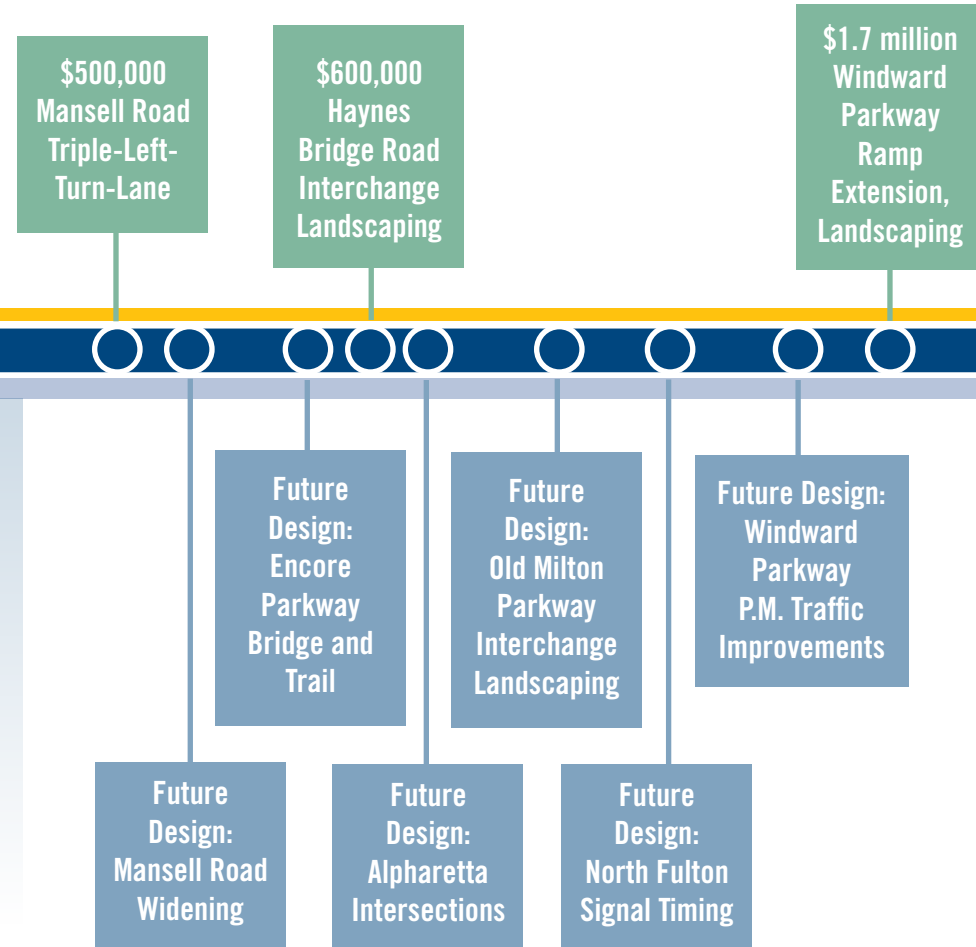 $500,000
Mansell Road
Triple-Left-
Turn-Lane
$600,000
Haynes
Bridge Road
Interchange
Landscaping
$1.7 million
Windward
Parkway
Ramp
Extension,
Landscaping
Future
Design:
Encore
Parkway
Bridge and
Trail
Future
Design:
Old Milton
Parkway
Interchange
Landscaping
Future Design:
Windward
Parkway
P.M. Traffic
Improvements
Future
Design:
Mansell Road
Widening
Future
Design:
Alpharetta
Intersections
Future
Design:
North Fulton
Signal Timing